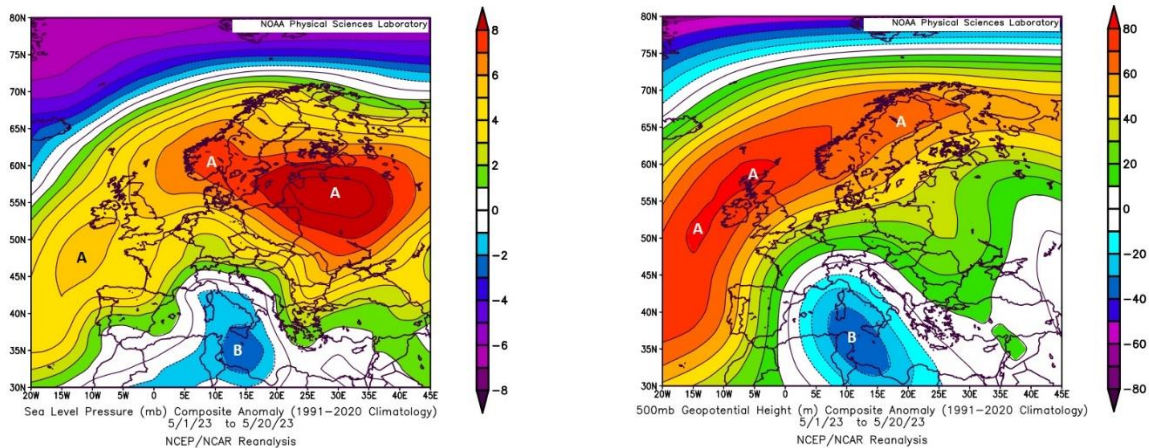 NOAA Physical Sciences Laboratory
80N
75N
70N
65N
60N
55N
50N
45N
40N
35N
30N
A
A
A
B
20W 15W 10W 5W 0 5E 10E 15E 20E 25E 30E 35E 40E 45E
8
6
4
2
0
−2
−4
−6
−8
Sea Level Pressure (mb) Composite Anomaly (1991−2020 Climatology)
5/1/23 to 5/20/23
NCEP/NCAR Reanalysis
NOAA Physical Sciences Laboratory
80N
75N
70N
65N
60N
55N
50N
45N
40N
35N
30N
A
A
A
B
20W 15W 10W 5W 0 5E 10E 15E 20E 25E 30E 35E 40E 45E
80
60
40
20
0
−20
−40
−60
−80
500mb Geopotential Height (m) Composite Anomaly (1991−2020 Climatology)
5/1/23 to 5/20/23
NCEP/NCAR Reanalysis